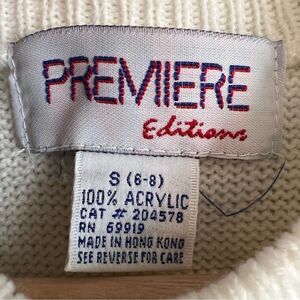 PREMIERE
Editions
S (6-8)
100% ACRYLIC
CAT # 204578
RN 69919
MADE IN HONG KONG
SEE REVERSE FOR CARE